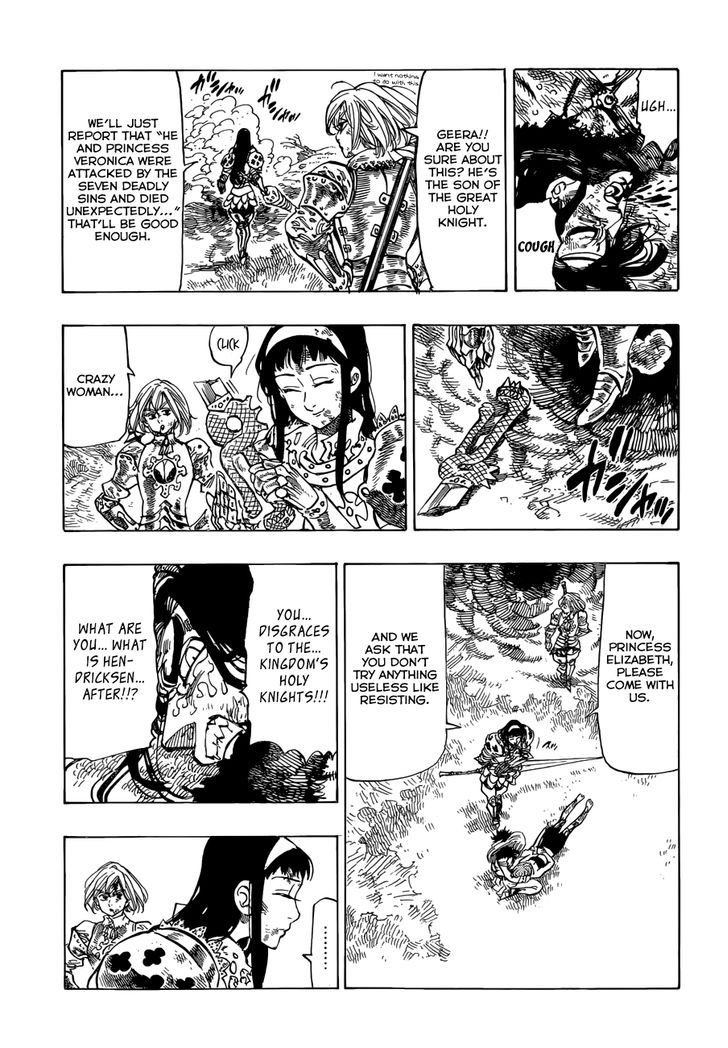 UGH...
COUGH
I want nothing
to do with this
GEERA!!
ARE YOU
SURE ABOUT
THIS? HE'S
THE SON OF
THE GREAT
HOLY
KNIGHT.
WE'LL JUST
REPORT THAT "HE
AND PRINCESS
VERONICA WERE
ATTACKED BY THE
SEVEN DEADLY
SINS AND DIED
UNEXPECTEDLY..."
THAT'LL BE GOOD
ENOUGH.
ガシャッ
CLICK
CRAZY
WOMAN...
NOW,
PRINCESS
ELIZABETH,
PLEASE
COME WITH
US.
AND WE
ASK THAT
YOU DON'T
TRY ANYTHING
USELESS LIKE
RESISTING.
YOU...
DISGRACES
TO THE
KINGDOM'S
HOLY
KNIGHTS!!!
WHAT ARE
YOU... WHAT
IS HEN-
DRICKSEN...
AFTER!!?
.........